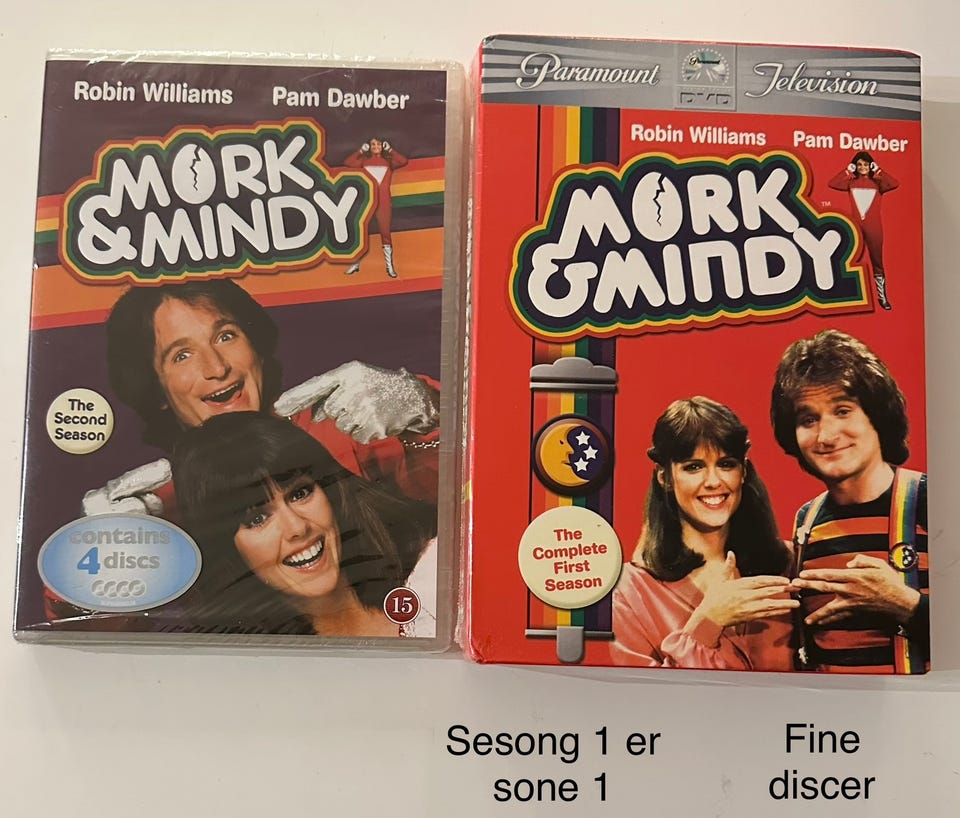 Robin Williams Pam Dawber
MORK
& MINDY
The
Second
Season
contains
4 discs
15
Paramount Television
DVD
Robin Williams Pam Dawber
MORK
& MINDY
TM
The
Complete
First
Season
Sesong 1 er
sone 1
Fine
discer